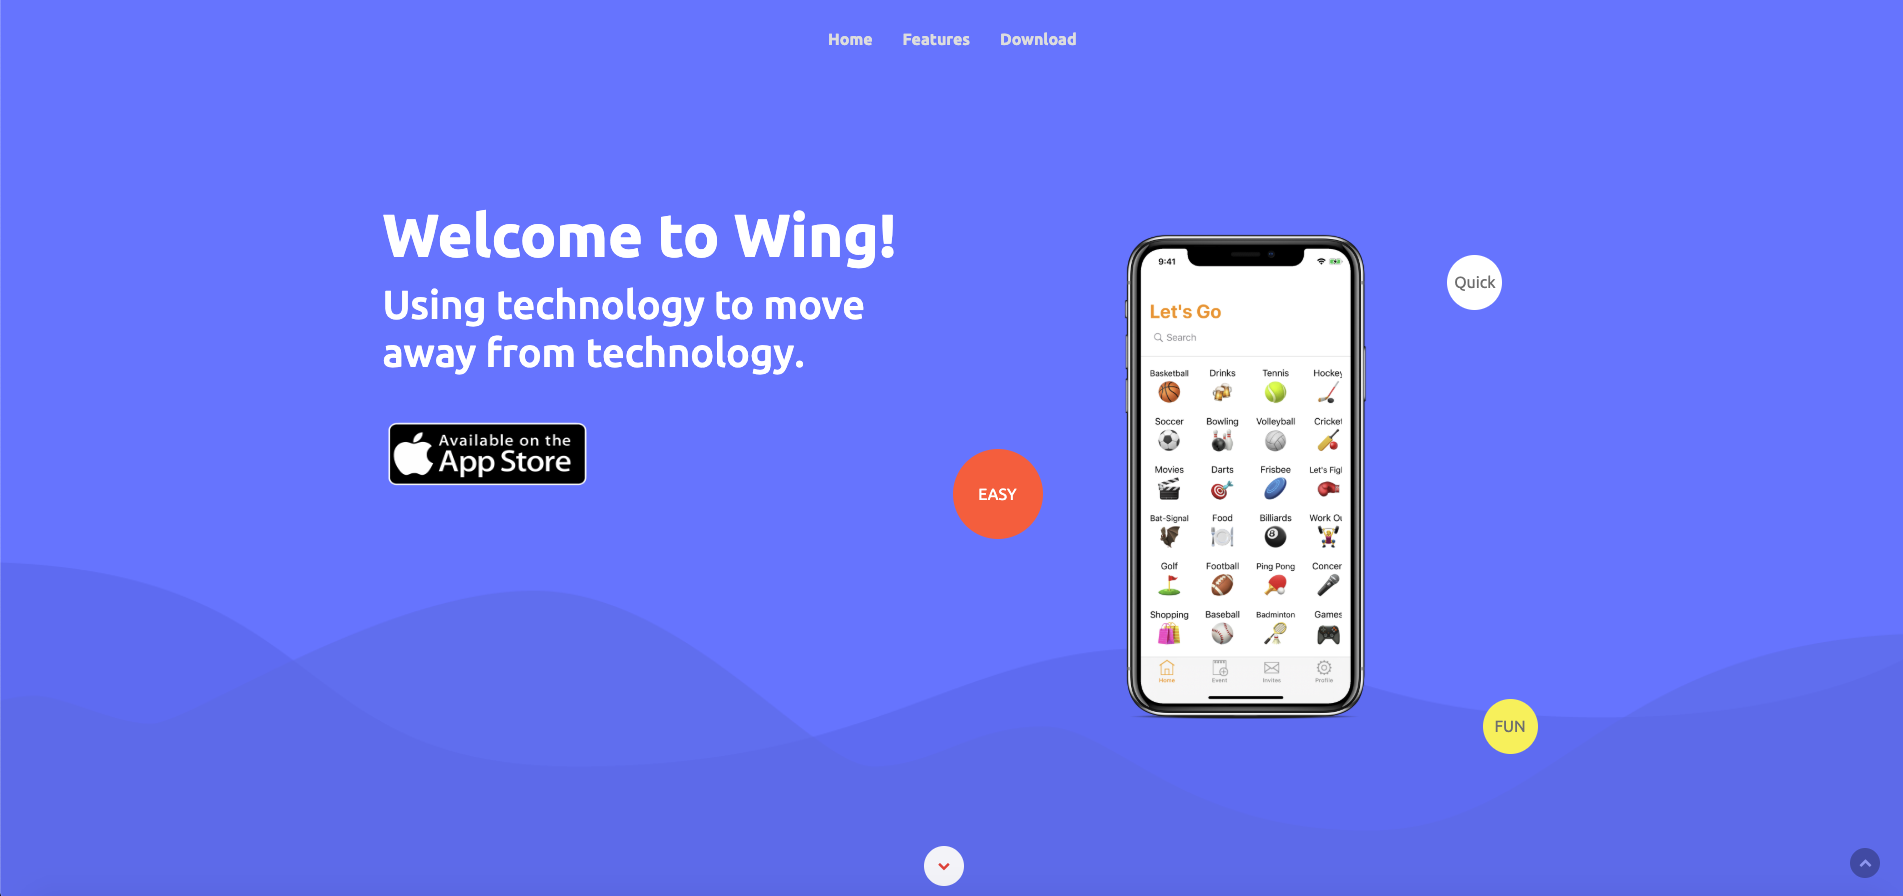 Home Features Download
Welcome to Wing!
Using technology to move
away from technology.
Available on the
App Store
EASY
Quick
FUN
9:41
Let's Go
Search
Basketball Drinks Tennis Hockey
Soccer Bowling Volleyball Cricket
Movies Darts Frisbee Let's Figh
Bat-Signal Food Billiards Work Ou
8
Golf Football Ping Pong Concer
Shopping Baseball Badminton Games
Home Event Invites Profile